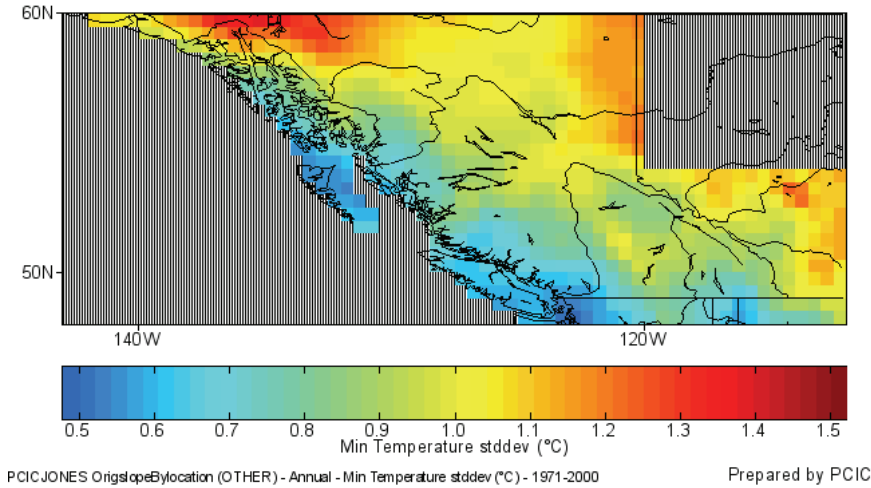 60N
50N
140W 120W
0.5 0.6 0.7 0.8 0.9 1.0 1.1 1.2 1.3 1.4 1.5
Min Temperature stddev (°C)
PCICJONES OrigslopeBylocation (OTHER) - Annual - Min Temperature stddev (°C) - 1971-2000 Prepared by PCIC